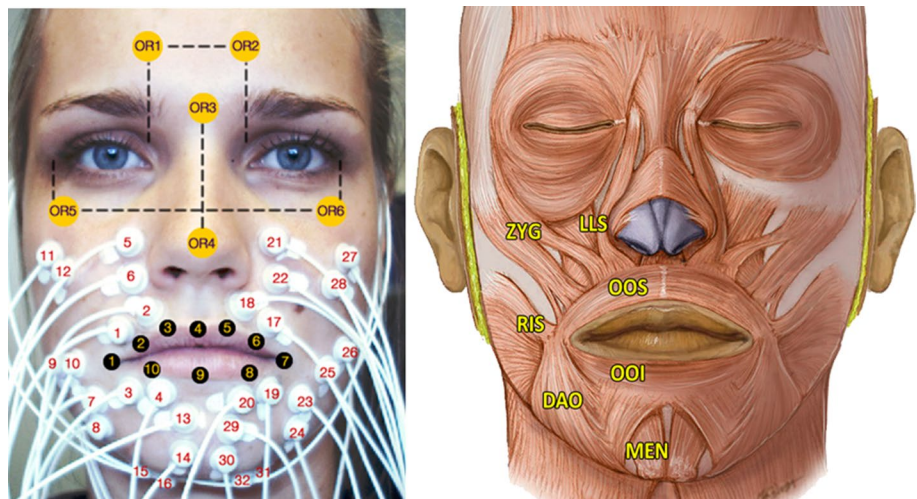 OR1 OR2
OR3
OR5 OR6
OR4
5 21
11 27
12
6 22 28
2 18
1 3 4 5 17
2 6
9 10 1 7 26
10 9 8 25
7 3 4 19
20 23
8 13 29 24
14 30
15 31
16 32
ZYG LLS
OOS
RIS
OOI
DAO
MEN